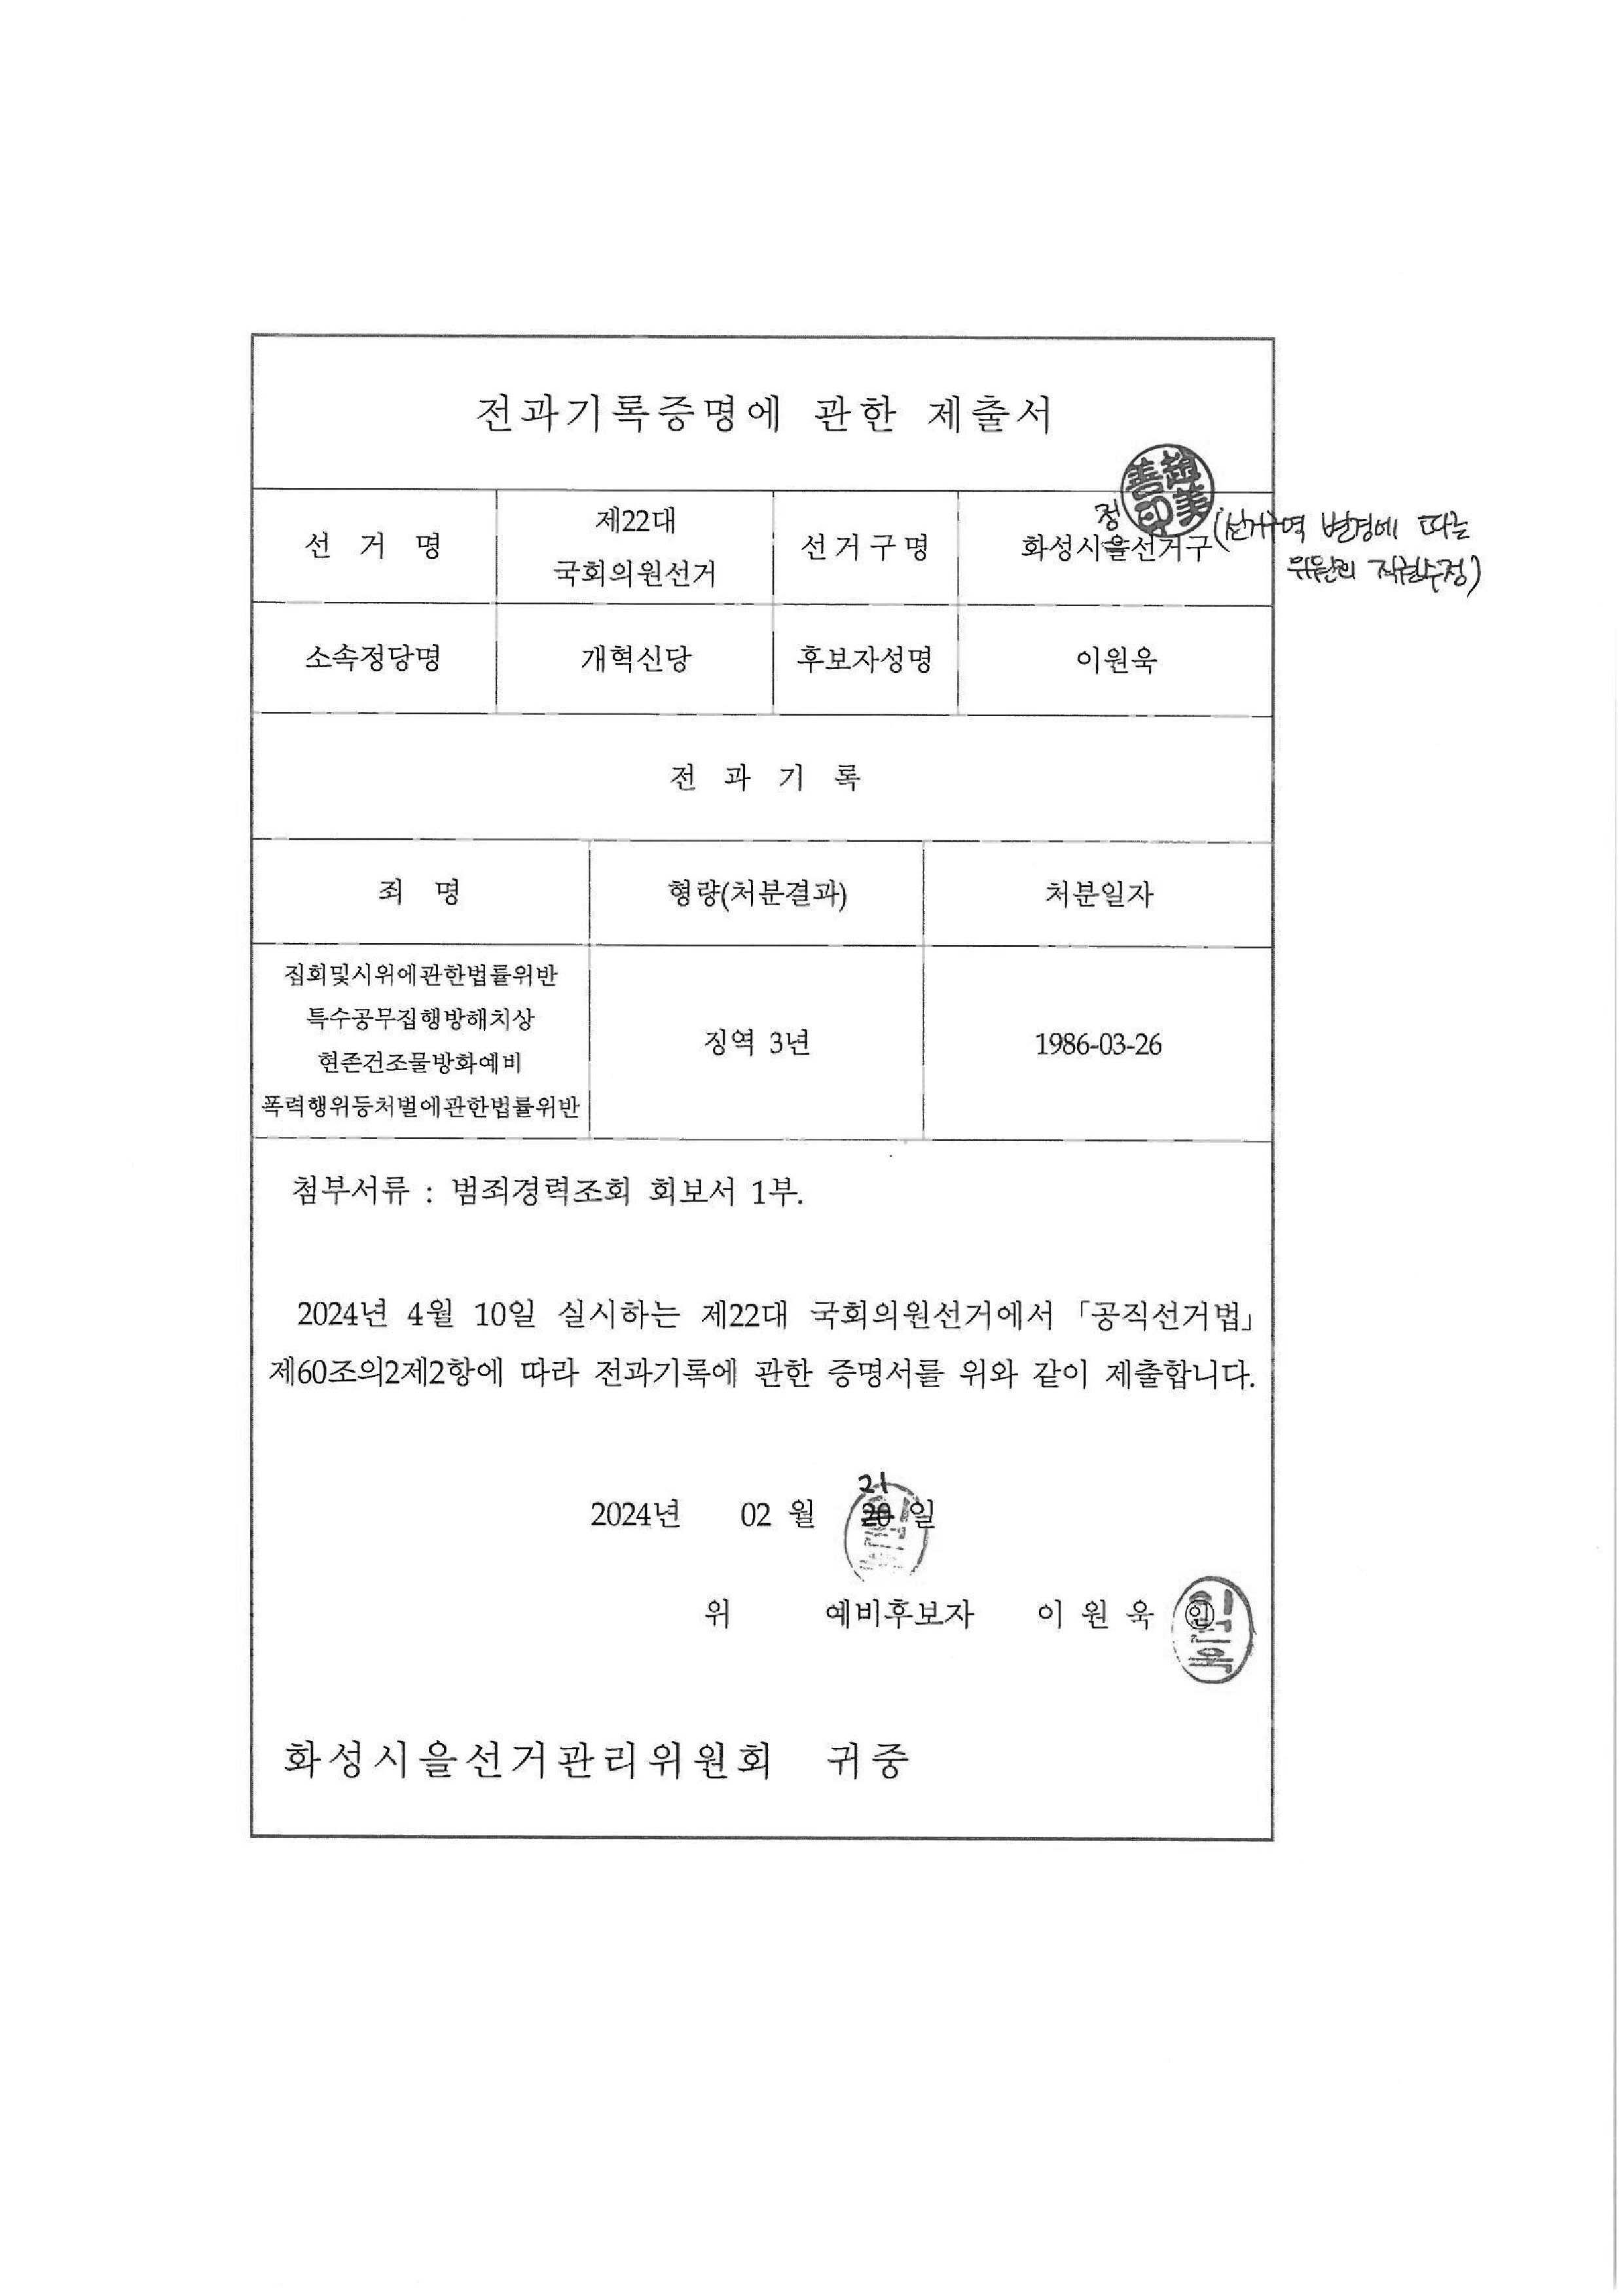 전과기록증명에 관한 제출서
선 거 명
제22대
국회의원선거
선거구명
정
화성시을선거구
(선거구역 변경에 따른
위원회 직권수정)
趙美善印
소속정당명
개혁신당
후보자성명
이원욱
전 과 기 록
죄 명
형량(처분결과)
처분일자
집회및시위에관한법률위반
특수공무집행방해치상
현존건조물방화예비
폭력행위등처벌에관한법률위반
징역 3년
1986-03-26
첨부서류 : 범죄경력조회 회보서 1부.
2024년 4월 10일 실시하는 제22대 국회의원선거에서 「공직선거법」
제60조의2제2항에 따라 전과기록에 관한 증명서를 위와 같이 제출합니다.
21
2024년 02 월 20 일
위 예비후보자 이 원 욱 인
이원욱
화성시을선거관리위원회 귀중